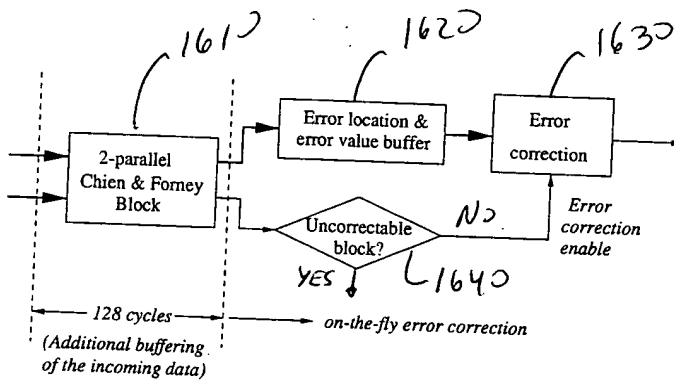 1610
1620
1630
2-parallel
Chien & Forney
Block
Error location &
error value buffer
Error
correction
Uncorrectable
block?
NO
YES
1640
Error
correction
enable
128 cycles
on-the-fly error correction
(Additional buffering
of the incoming data)